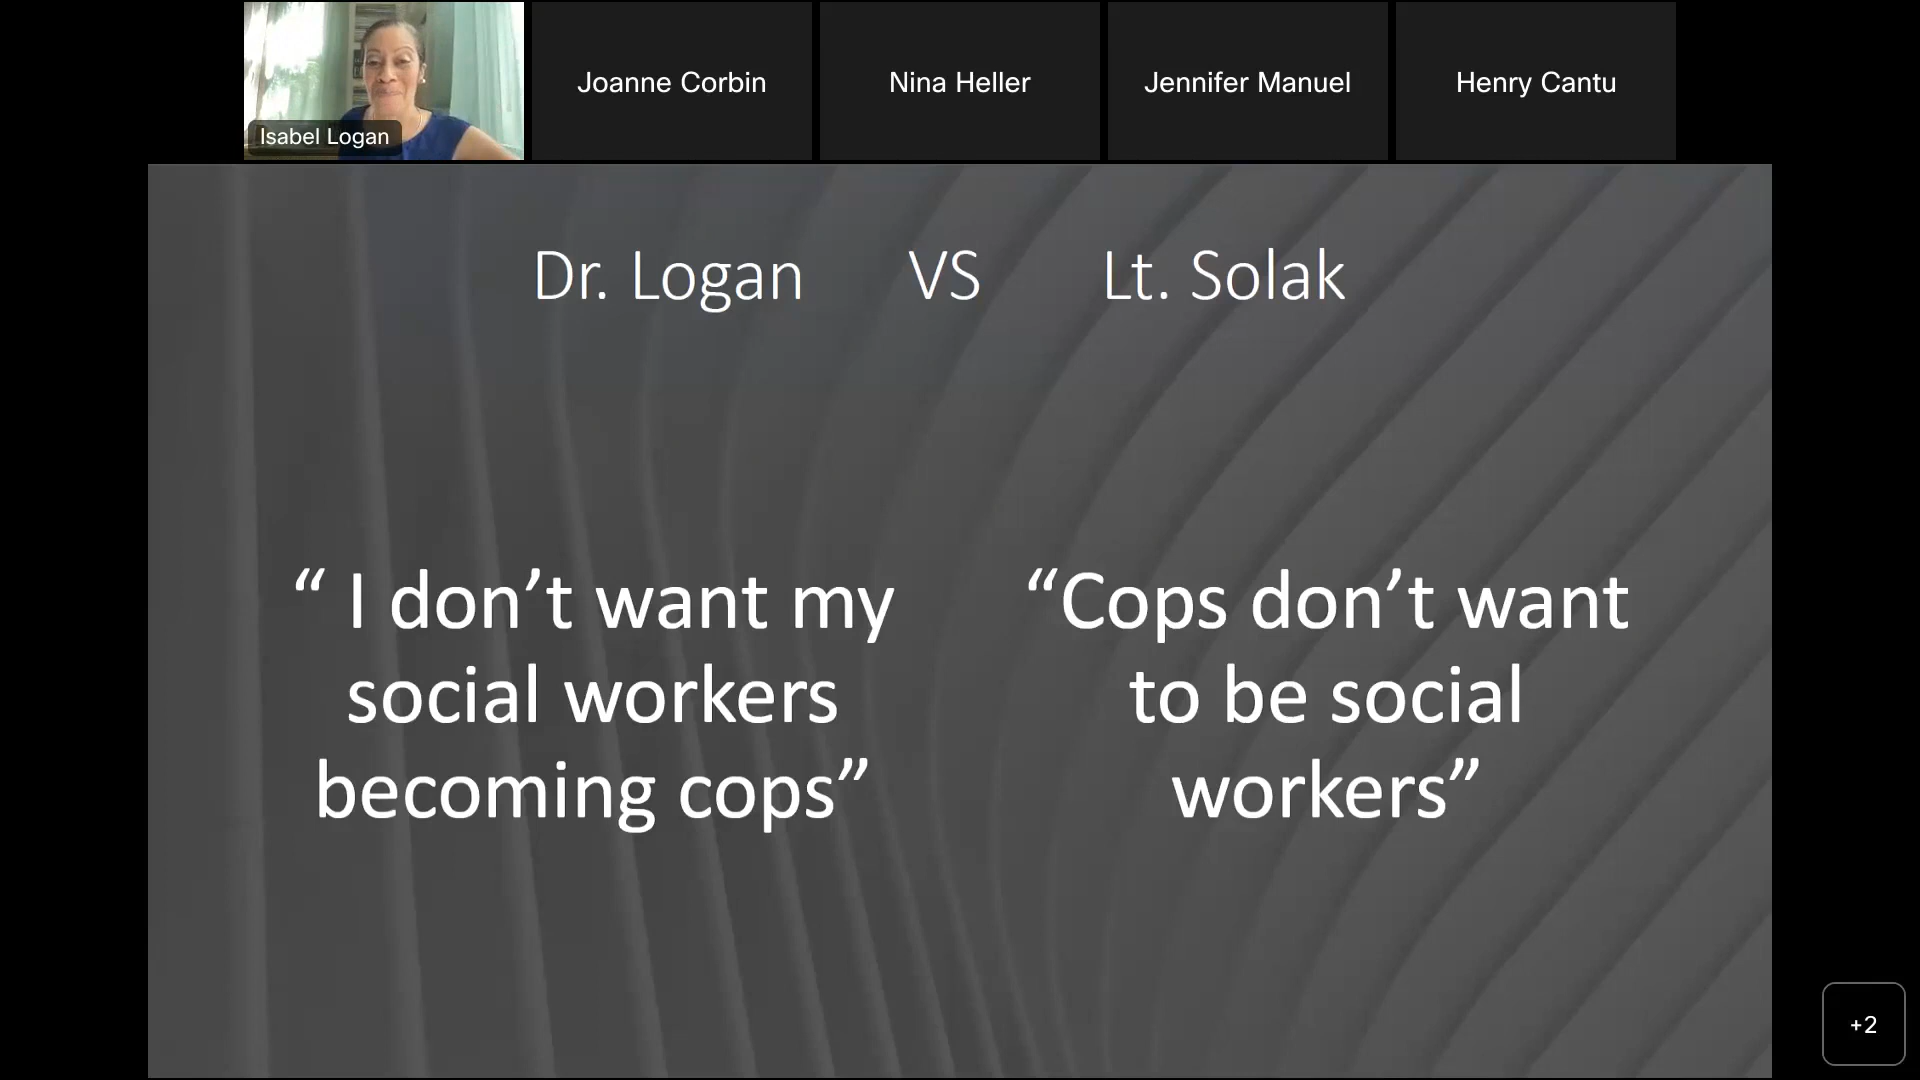 Isabel Logan
Joanne Corbin
Nina Heller
Jennifer Manuel
Henry Cantu
Dr. Logan VS Lt. Solak
“ I don’t want my
social workers
becoming cops”
“Cops don’t want
to be social
workers”
+2